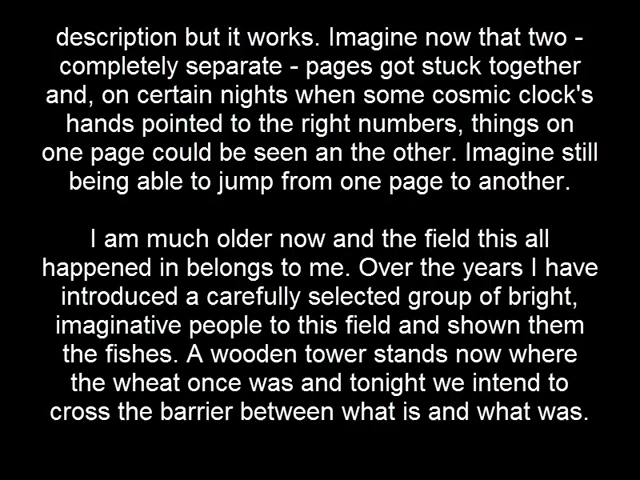 description but it works. Imagine now that two -
completely separate - pages got stuck together
and, on certain nights when some cosmic clock's
hands pointed to the right numbers, things on
one page could be seen an the other. Imagine still
being able to jump from one page to another.
I am much older now and the field this all
happened in belongs to me. Over the years I have
introduced a carefully selected group of bright,
imaginative people to this field and shown them
the fishes. A wooden tower stands now where
the wheat once was and tonight we intend to
cross the barrier between what is and what was.